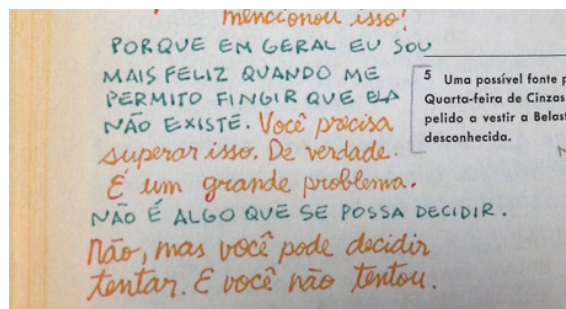 mencionou isso!
PORQUE EM GERAL EU SOU
MAIS FELIZ QUANDO ME
PERMITO FINGIR QUE ELA
NÃO EXISTE. Você precisa
superar isso. De verdade.
É um grande problema.
NÃO É ALGO QUE SE POSSA DECIDIR.
Não, mas você pode decidir
tentar. E você não tentou.
5 Uma possível fonte p
Quarta-feira de Cinzas
pelido a vestir a Belast
desconhecida.